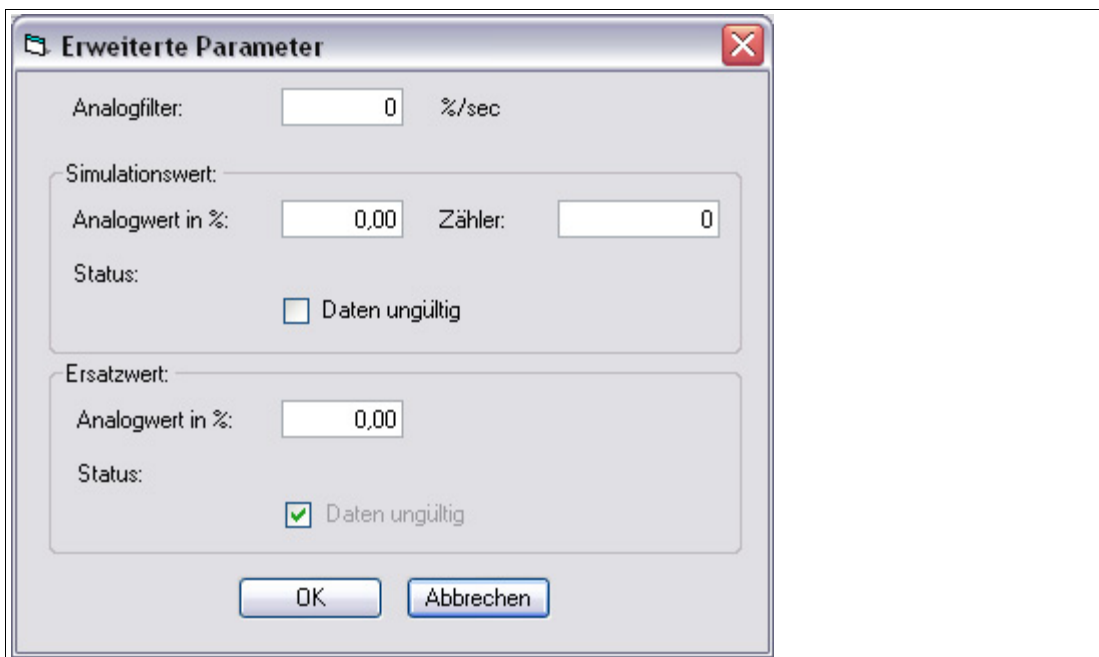 Erweiterte Parameter
Analogfilter: 0 %/sec
Simulationswert:
Analogwert in %: 0,00 Zähler: 0
Status:
Daten ungültig
Ersatzwert:
Analogwert in %: 0,00
Status:
Daten ungültig
OK Abbrechen